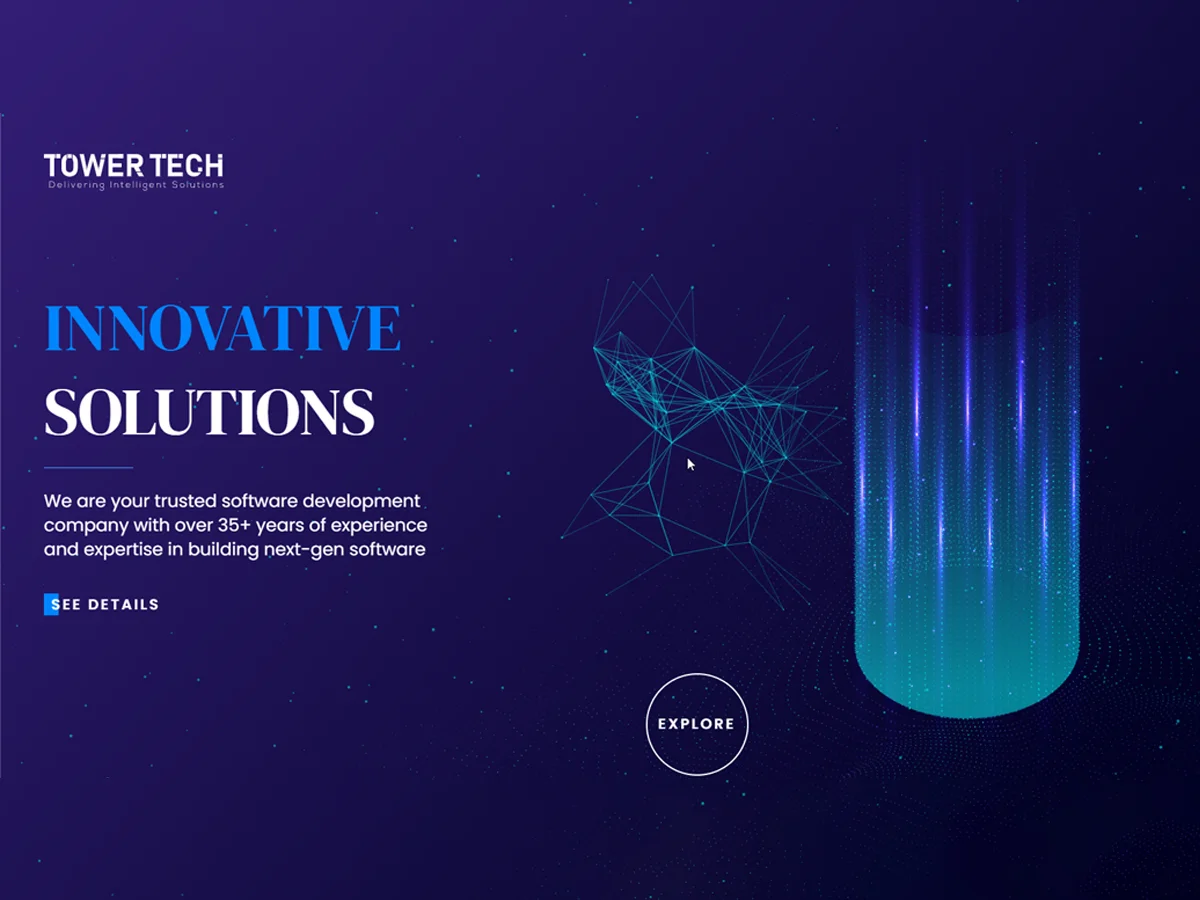 TOWER TECH
Delivering Intelligent Solutions
INNOVATIVE
SOLUTIONS
We are your trusted software development
company with over 35+ years of experience
and expertise in building next-gen software
SEE DETAILS
EXPLORE